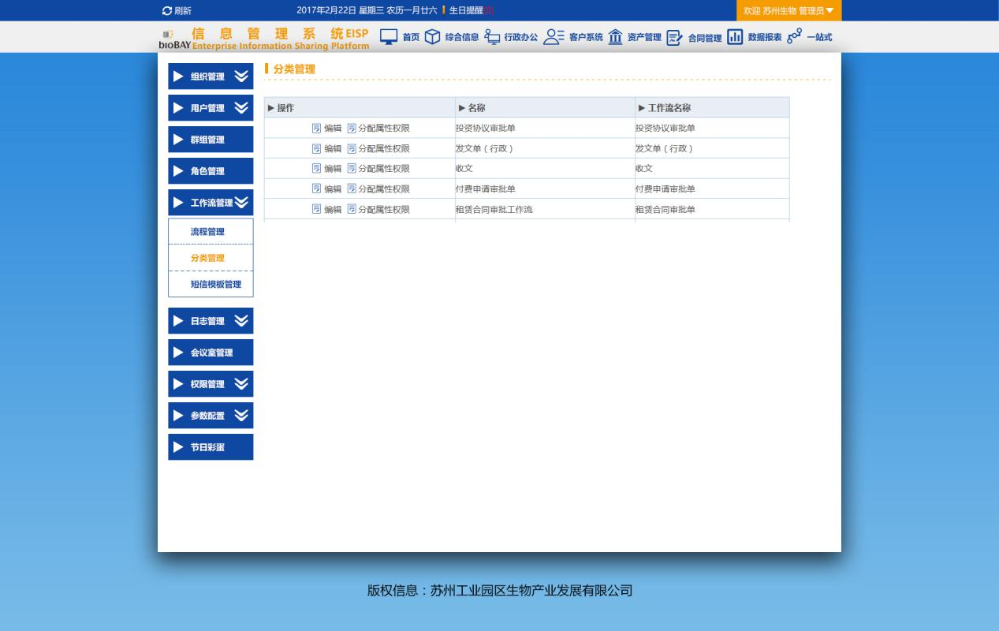 刷新 2017年2月22日 星期三 农历一月廿六 生日提醒[0] 欢迎 苏州生物 管理员
bioBAY 信息管理系统EISP
Enterprise Information Sharing Platform
首页 综合信息 行政办公 客户系统 资产管理 合同管理 数据报表 一站式
组织管理
用户管理
群组管理
角色管理
工作流管理
流程管理
分类管理
短信模板管理
日志管理
会议室管理
权限管理
参数配置
节日彩蛋
分类管理
操作 名称 工作流名称
编辑 分配属性权限 投资协议审批单 投资协议审批单
编辑 分配属性权限 发文单（行政） 发文单（行政）
编辑 分配属性权限 收文 收文
编辑 分配属性权限 付费申请审批单 付费申请审批单
编辑 分配属性权限 租赁合同审批工作流 租赁合同审批单
版权信息：苏州工业园区生物产业发展有限公司